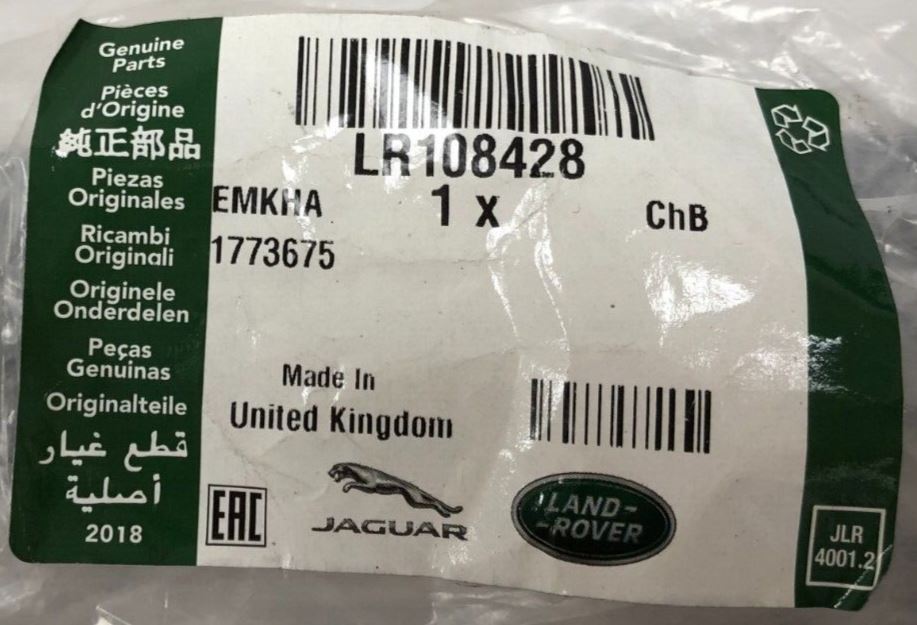 Genuine
Parts
Pièces
d'Origine
純正部品
Piezas
Originales
Ricambi
Originali
Originele
Onderdelen
Peças
Genuinas
Originalteile
قطع غيار
أصلية
2018
LR108428
EMKHA
1 x
ChB
1773675
Made In
United Kingdom
EAC
JAGUAR
LAND-
-ROVER
JLR
4001.2